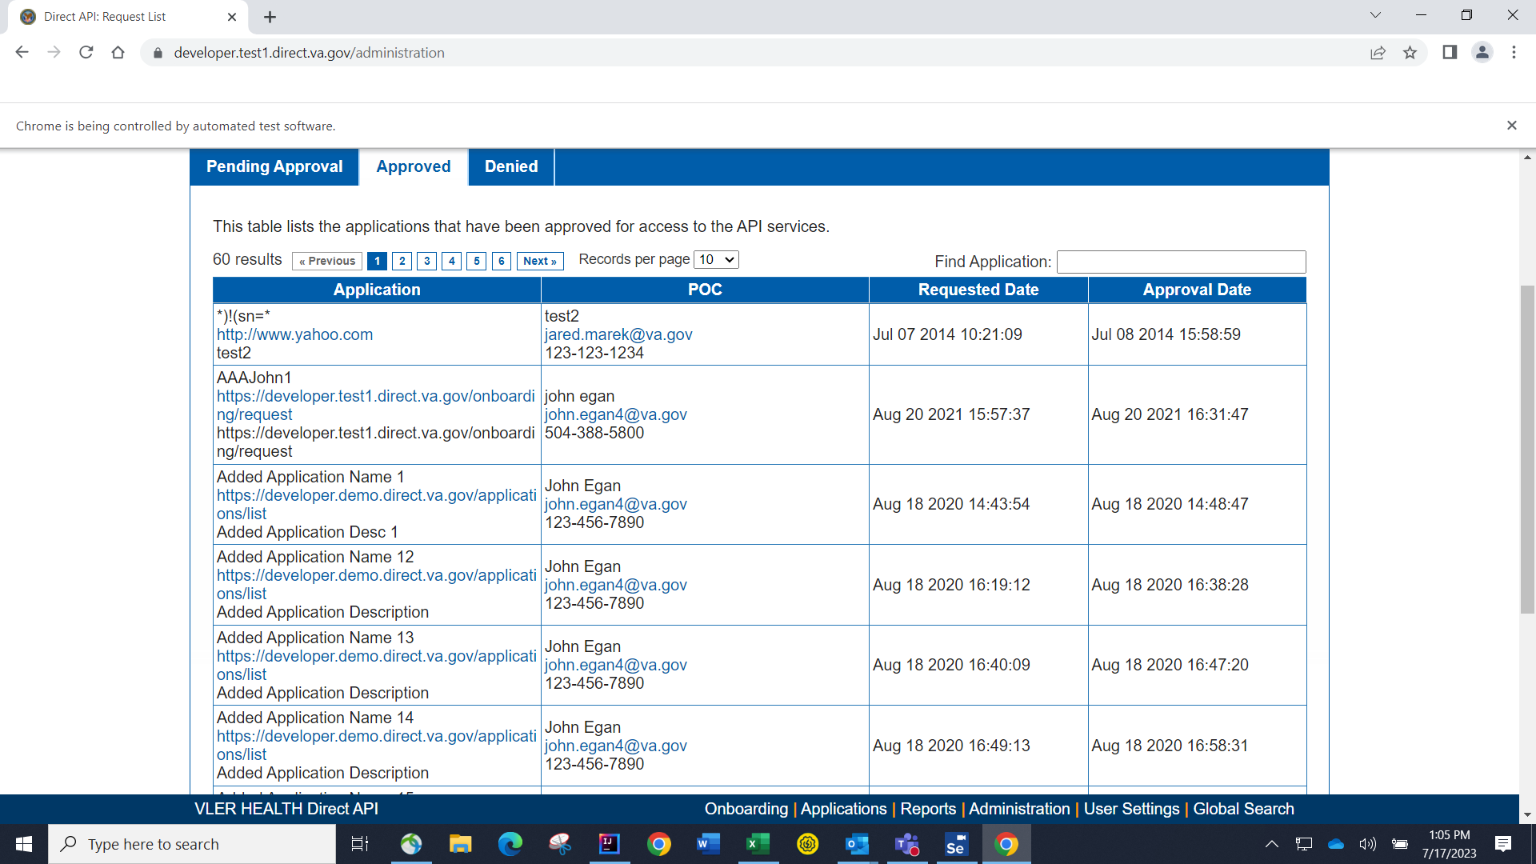 Direct API: Request List
developer.test1.direct.va.gov/administration
Chrome is being controlled by automated test software.
Pending Approval Approved Denied
This table lists the applications that have been approved for access to the API services.
60 results « Previous 1 2 3 4 5 6 Next » Records per page 10 Find Application:
Application POC Requested Date Approval Date
*)!(sn=*
http://www.yahoo.com
test2
test2
jared.marek@va.gov
123-123-1234
Jul 07 2014 10:21:09
Jul 08 2014 15:58:59
AAAJohn1
https://developer.test1.direct.va.gov/onboardi
ng/request
https://developer.test1.direct.va.gov/onboardi
ng/request
john egan
john.egan4@va.gov
504-388-5800
Aug 20 2021 15:57:37
Aug 20 2021 16:31:47
Added Application Name 1
https://developer.demo.direct.va.gov/applicati
ons/list
Added Application Desc 1
John Egan
john.egan4@va.gov
123-456-7890
Aug 18 2020 14:43:54
Aug 18 2020 14:48:47
Added Application Name 12
https://developer.demo.direct.va.gov/applicati
ons/list
Added Application Description
John Egan
john.egan4@va.gov
123-456-7890
Aug 18 2020 16:19:12
Aug 18 2020 16:38:28
Added Application Name 13
https://developer.demo.direct.va.gov/applicati
ons/list
Added Application Description
John Egan
john.egan4@va.gov
123-456-7890
Aug 18 2020 16:40:09
Aug 18 2020 16:47:20
Added Application Name 14
https://developer.demo.direct.va.gov/applicati
ons/list
Added Application Description
John Egan
john.egan4@va.gov
123-456-7890
Aug 18 2020 16:49:13
Aug 18 2020 16:58:31
VLER HEALTH Direct API Onboarding | Applications | Reports | Administration | User Settings | Global Search
Type here to search
1:05 PM
7/17/2023